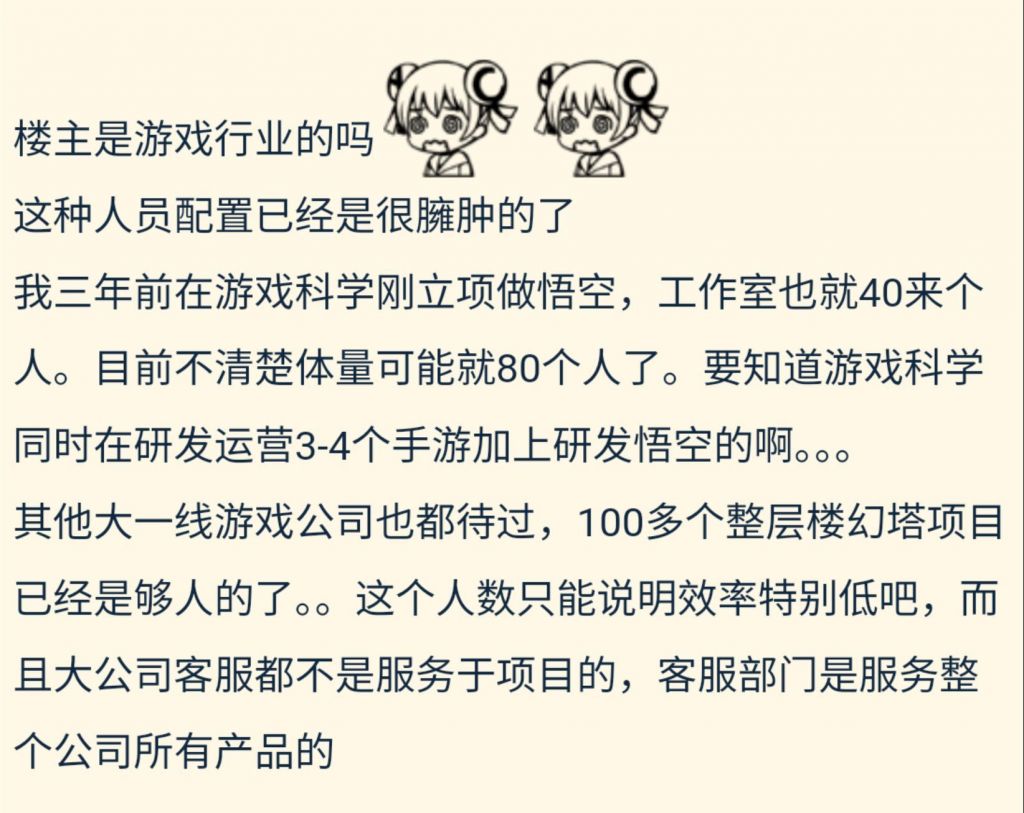 楼主是游戏行业的吗
这种人员配置已经是很臃肿的了
我三年前在游戏科学刚立项做悟空，工作室也就40来个
人。目前不清楚体量可能就80个人了。要知道游戏科学
同时在研发运营3-4个手游加上研发悟空的啊。。。
其他大一线游戏公司也都待过，100多个整层楼幻塔项目
已经是够人的了。。这个人数只能说明效率特别低吧，而
且大公司客服都不是服务于项目的，客服部门是服务整
个公司所有产品的